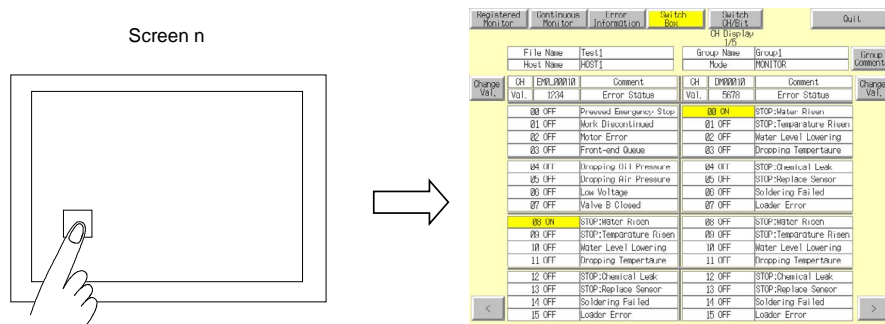 Screen n
Registered Monitor
Continuous Monitor
Error Information
Switch Box
Switch CH/Bit
Quit
CH Display
1/5
File Name Test1 Group Name Group1
Host Name HOST1 Mode MONITOR
Group Comment
Change Val.
CH EM0_00010 Comment CH DM00010 Comment
Val. 1234 Error Status Val. 5678 Error Status
Change Val.
00 OFF Pressed Emergency Stop 00 ON STOP:Water Risen
01 OFF Work Discontinued 01 OFF STOP:Temparature Risen
02 OFF Motor Error 02 OFF Water Level Lowering
03 OFF Front-end Queue 03 OFF Dropping Tempertaure
04 OFF Dropping Oil Pressure 04 OFF STOP:Chemical Leak
05 OFF Dropping Air Pressure 05 OFF STOP:Replace Sensor
06 OFF Low Voltage 06 OFF Soldering Failed
07 OFF Valve B Closed 07 OFF Loader Error
08 ON STOP:Water Risen 08 OFF STOP:Water Risen
09 OFF STOP:Temparature Risen 09 OFF STOP:Temparature Risen
10 OFF Water Level Lowering 10 OFF Water Level Lowering
11 OFF Dropping Tempertaure 11 OFF Dropping Tempertaure
12 OFF STOP:Chemical Leak 12 OFF STOP:Chemical Leak
13 OFF STOP:Replace Sensor 13 OFF STOP:Replace Sensor
14 OFF Soldering Failed 14 OFF Soldering Failed
15 OFF Loader Error 15 OFF Loader Error
< >